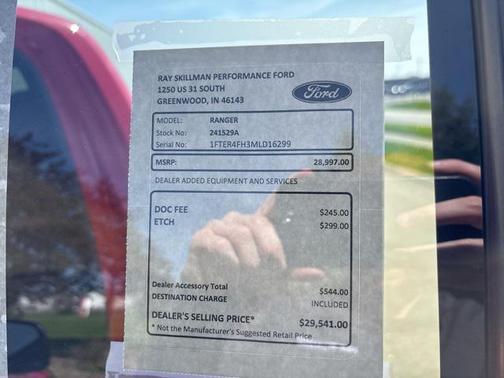 RAY SKILLMAN PERFORMANCE FORD
1250 US 31 SOUTH
GREENWOOD, IN 46143
Ford
MODEL: RANGER
Stock No: 241529A
Serial No: 1FTER4FH3MLD16299
MSRP: 28,997.00
DEALER ADDED EQUIPMENT AND SERVICES
DOC FEE $245.00
ETCH $299.00
Dealer Accessory Total $544.00
DESTINATION CHARGE INCLUDED
DEALER'S SELLING PRICE* $29,541.00
* Not the Manufacturer's Suggested Retail Price